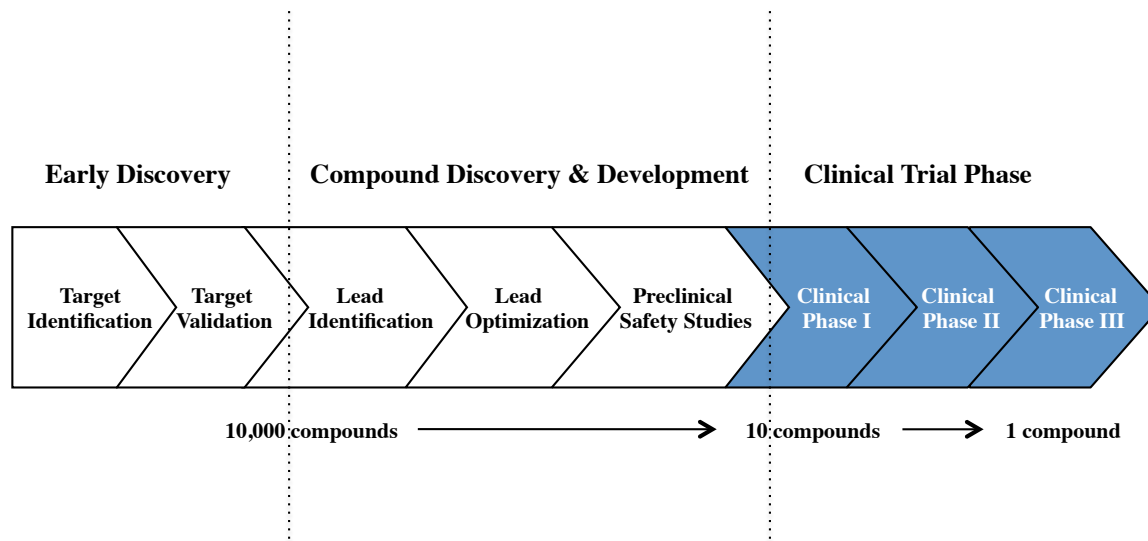 Early Discovery
Compound Discovery & Development
Clinical Trial Phase
Target
Identification
Target
Validation
Lead
Identification
Lead
Optimization
Preclinical
Safety Studies
Clinical
Phase I
Clinical
Phase II
Clinical
Phase III
10,000 compounds
10 compounds
1 compound